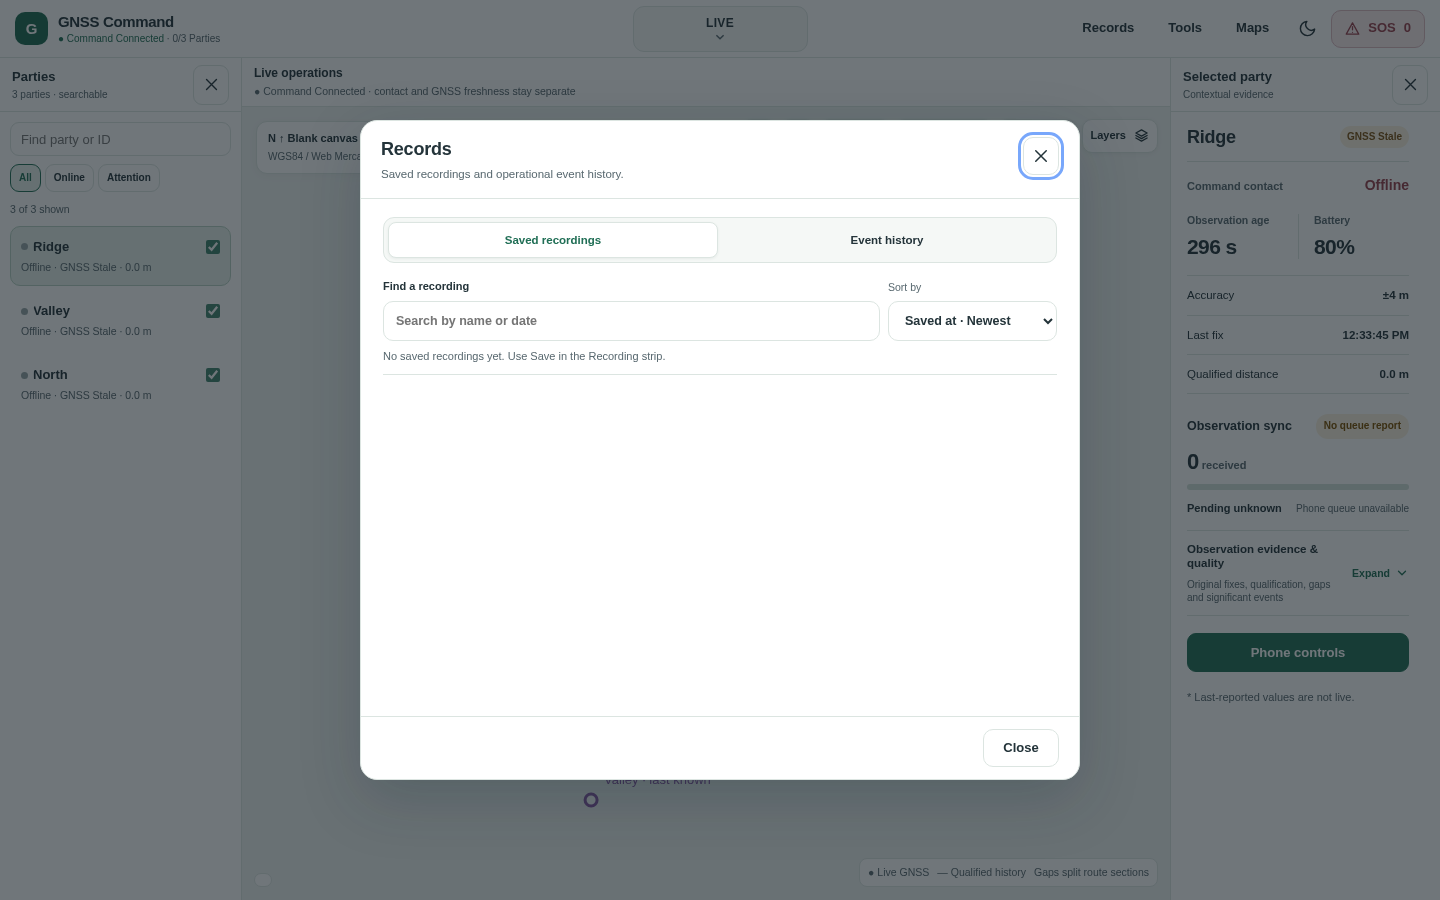 G
GNSS Command
● Command Connected · 0/3 Parties
LIVE
Records
Tools
Maps
SOS 0
Parties
3 parties · searchable
Find party or ID
All
Online
Attention
3 of 3 shown
Ridge
Offline · GNSS Stale · 0.0 m
Valley
Offline · GNSS Stale · 0.0 m
North
Offline · GNSS Stale · 0.0 m
Live operations
● Command Connected · contact and GNSS freshness stay separate
N ↑ Blank canvas
WGS84 / Web Merca
Layers
Records
Saved recordings and operational event history.
Saved recordings
Event history
Find a recording
Sort by
Search by name or date
Saved at · Newest
No saved recordings yet. Use Save in the Recording strip.
Close
Valley · last known
● Live GNSS — Qualified history Gaps split route sections
Selected party
Contextual evidence
Ridge
GNSS Stale
Command contact
Offline
Observation age
Battery
296 s
80%
Accuracy
±4 m
Last fix
12:33:45 PM
Qualified distance
0.0 m
Observation sync
No queue report
0 received
Pending unknown
Phone queue unavailable
Observation evidence &
quality
Original fixes, qualification, gaps
and significant events
Expand
Phone controls
* Last-reported values are not live.